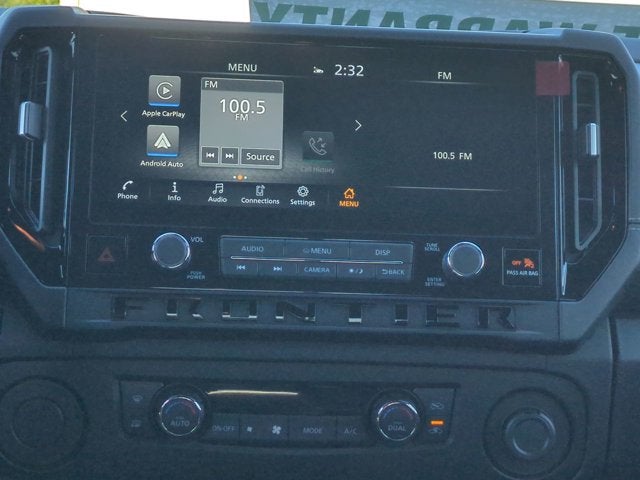 WARRANTY
MENU 2:32 FM
FM
Apple CarPlay
100.5
FM
100.5 FM
Android Auto
Source
Call History
Phone Info Audio Connections Settings MENU
VOL
AUDIO MENU DISP
TUNE
SCROLL
CAMERA BACK
PUSH
POWER
ENTER
SETTING
OFF
PASS AIR BAG
FRONTIER
AUTO ON·OFF MODE A/C DUAL